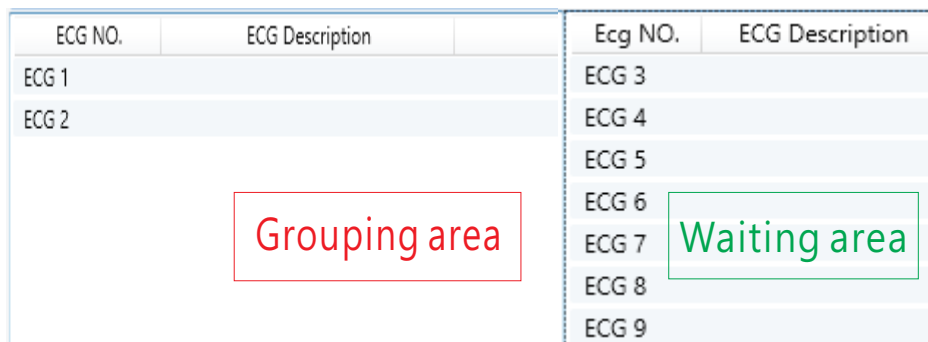 ECG NO. ECG Description
ECG 1
ECG 2
Grouping area
Ecg NO. ECG Description
ECG 3
ECG 4
ECG 5
ECG 6
ECG 7
ECG 8
ECG 9
Waiting area